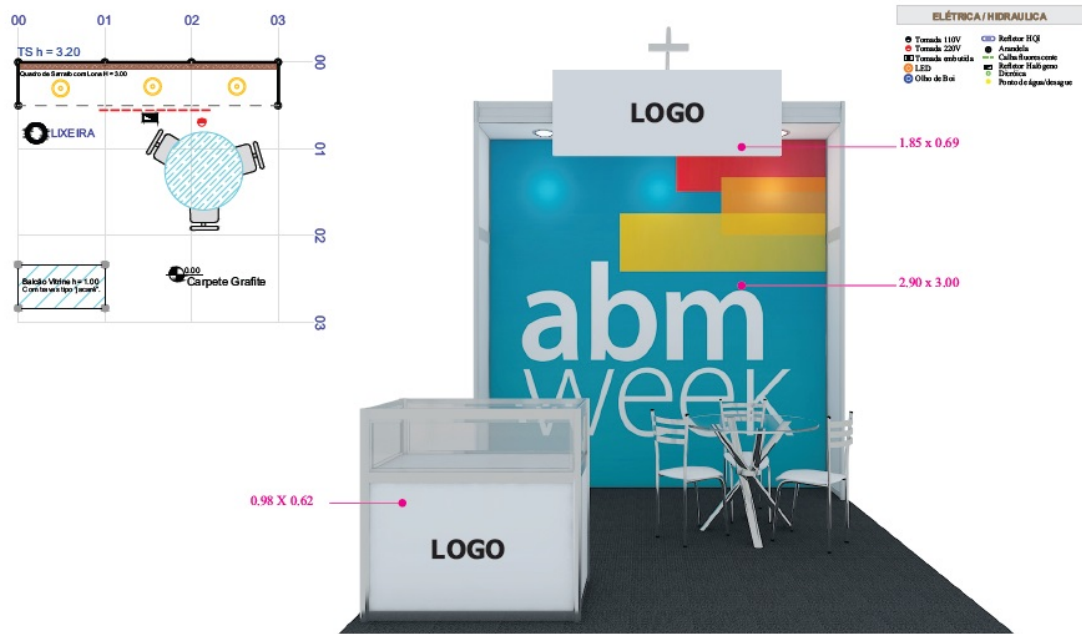 00 01 02 03
TS h = 3.20
00
Quadro de Sarrafo com Lona H = 3.00
LIXEIRA
01
02
0.00
Balcão Vitrine h = 1.00
Com travas tipo "jacaré".
Carpete Grafite
03
LOGO
1.85 x 0.69
2.90 x 3.00
abm
week
0.98 X 0.62
LOGO
ELÉTRICA / HIDRAULICA
Tomada 110V
Tomada 220V
Tomada embutida
LED
Olho de Boi
Refletor HQI
Arandela
Calha fluorescente
Refletor Halógeno
Dicróica
Ponto de água/desague